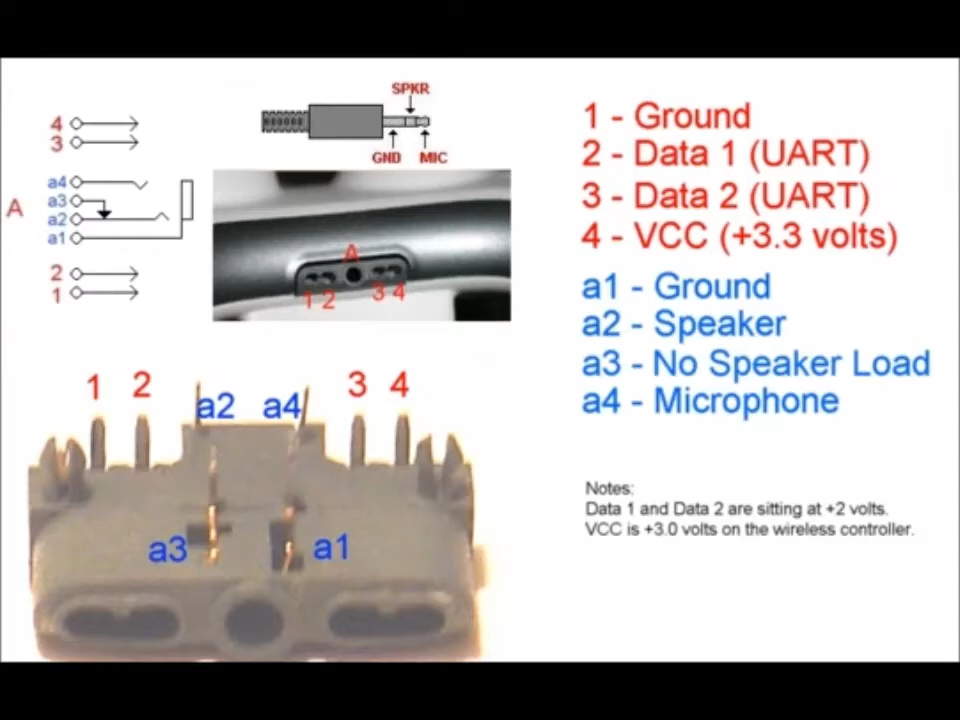 SPKR
GND MIC
4
3
a4
a3
A
a2
a1
2
1
A
1 2 3 4
1 2 a2 a4 3 4
a3 a1
1 - Ground
2 - Data 1 (UART)
3 - Data 2 (UART)
4 - VCC (+3.3 volts)
a1 - Ground
a2 - Speaker
a3 - No Speaker Load
a4 - Microphone
Notes:
Data 1 and Data 2 are sitting at +2 volts.
VCC is +3.0 volts on the wireless controller.